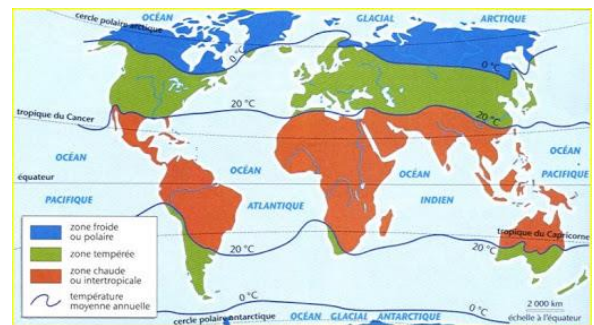 OCÉAN GLACIAL ARCTIQUE
cercle polaire arctique
0 °C
0 °C
20 °C
20 °C
tropique du Cancer
OCÉAN
OCÉAN
OCÉAN
OCÉAN
équateur
PACIFIQUE
ATLANTIQUE
INDIEN
PACIFIQUE
tropique du Capricorne
20 °C
20 °C
zone froide
ou polaire
zone tempérée
zone chaude
ou intertropicale
température
moyenne annuelle
2 000 km
échelle à l'équateur
0 °C
0 °C
cercle polaire antarctique
OCÉAN GLACIAL ANTARCTIQUE